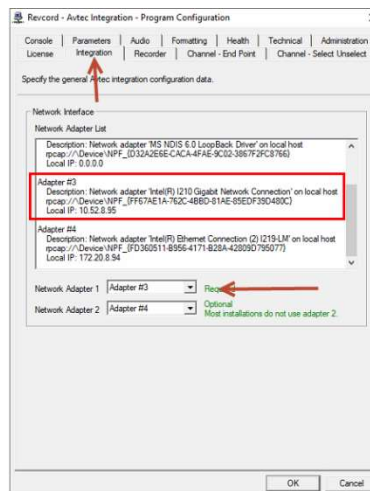 Revcord - Avtec Integration - Program Configuration
Console Parameters Audio Formatting Health Technical Administration
License Integration Recorder Channel - End Point Channel - Select Unselect
Specify the general Avtec integration configuration data.
Network Interface
Network Adapter List
Description: Network adapter 'MS NDIS 6.0 LoopBack Driver' on local host
rpcap://\Device\NPF_{D32A2E6E-CACA-4FAE-9C02-3867F2FC8766}
Local IP: 0.0.0.0
Adapter #3
Description: Network adapter 'Intel(R) I210 Gigabit Network Connection' on local host
rpcap://\Device\NPF_{FF67AE1A-762C-4BBD-81AE-85EDF39D480C}
Local IP: 10.52.8.95
Adapter #4
Description: Network adapter 'Intel(R) Ethernet Connection (2) I219-LM' on local host
rpcap://\Device\NPF_{FD360511-B956-4171-B28A-42809D795077}
Local IP: 172.20.8.94
Network Adapter 1 Adapter #3
Network Adapter 2 Adapter #4 Optional
Most installations do not use adapter 2.
OK Cancel